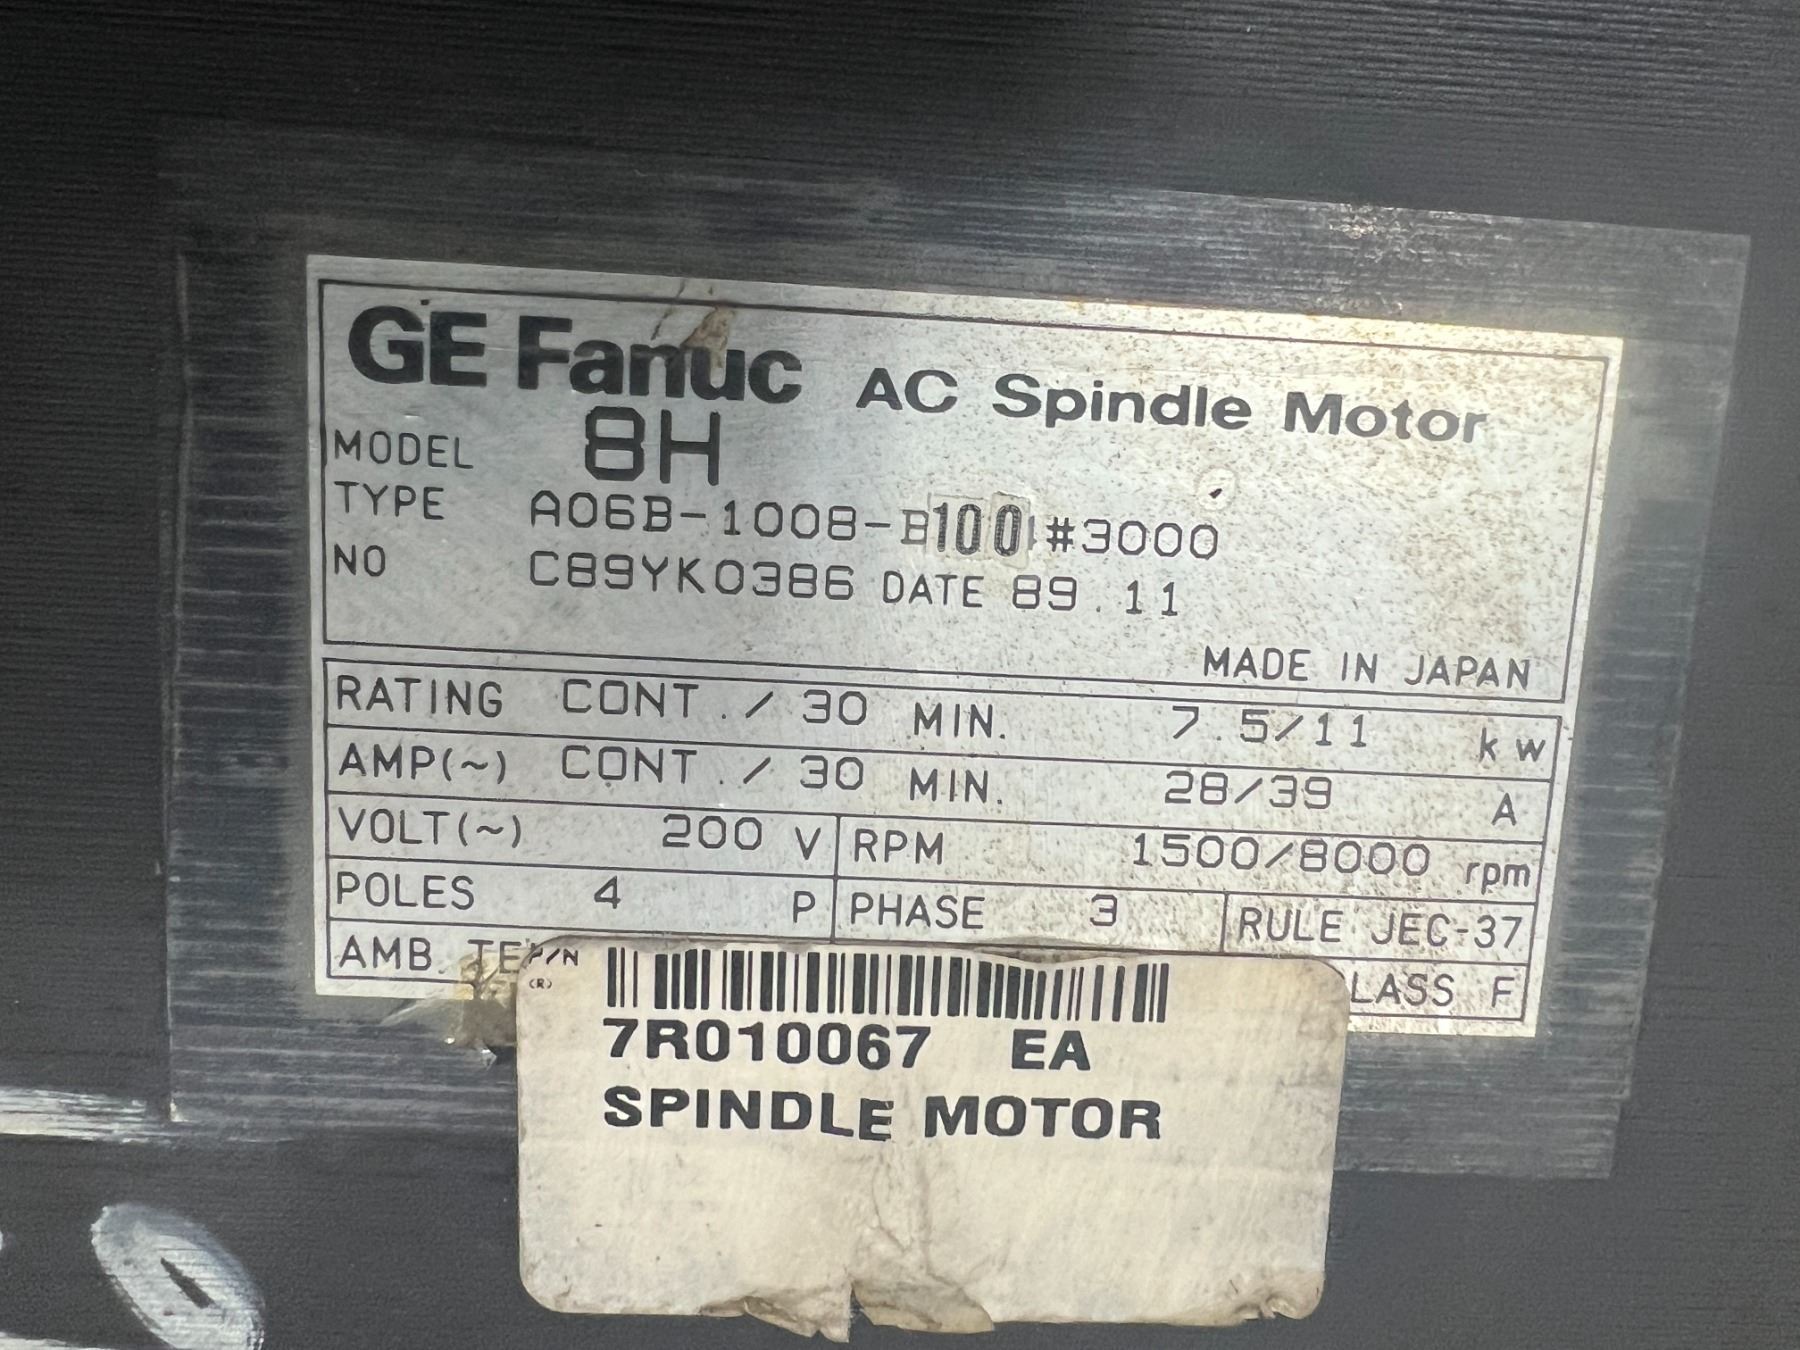 GE Fanuc AC Spindle Motor
MODEL 8H
TYPE A06B-1008-B100 #3000
NO C89YK0386 DATE 89.11
MADE IN JAPAN
RATING CONT./30 MIN. 7.5/11 kw
AMP(~) CONT./30 MIN. 28/39 A
VOLT(~) 200 V RPM 1500/8000 rpm
POLES 4 P PHASE 3 RULE JEC-37
AMB. TE LASS F
P/N
(R)
7R010067 EA
SPINDLE MOTOR